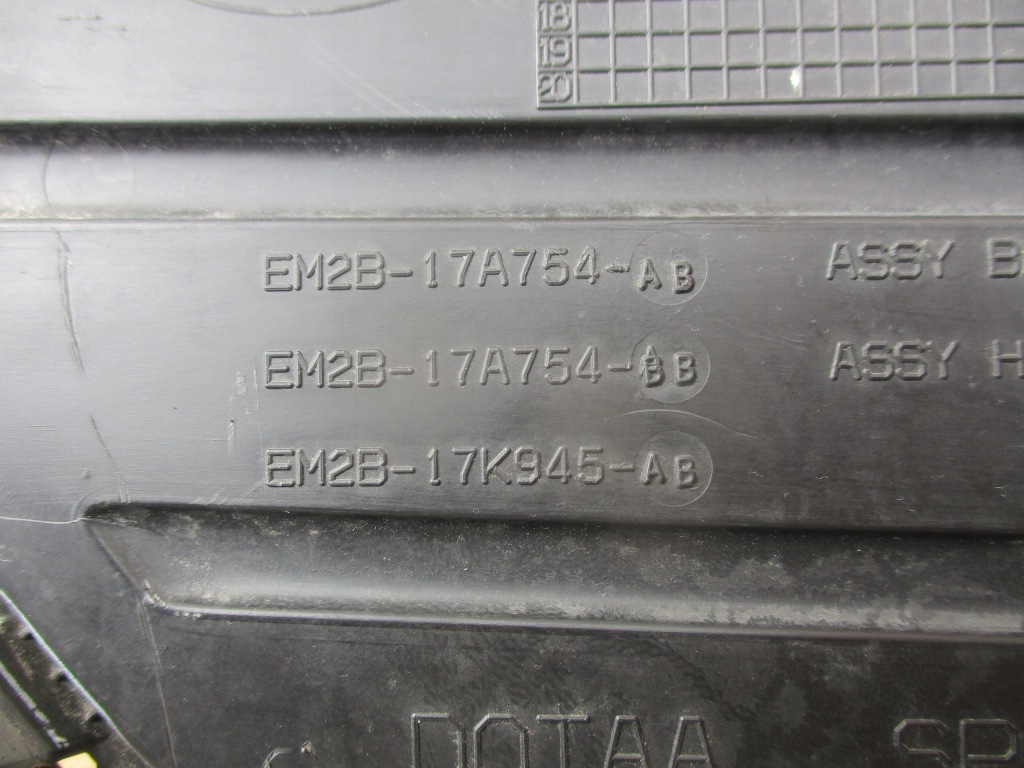 18
19
20
EM2B-17A754-AB ASSY
EM2B-17A754-BB ASSY
EM2B-17K945-AB